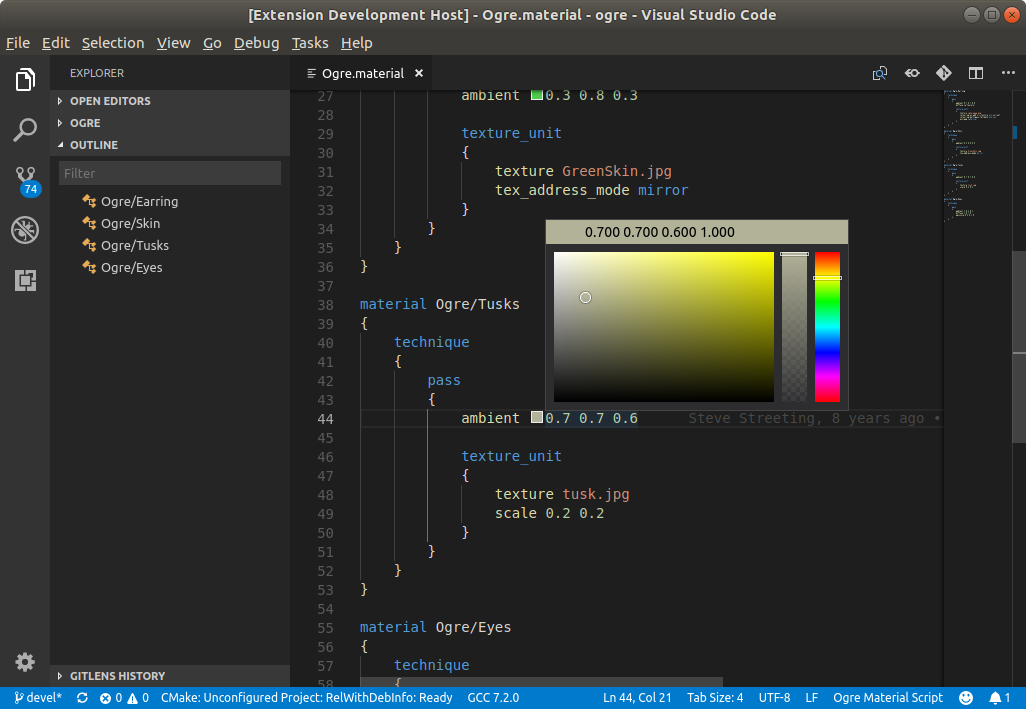 [Extension Development Host] - Ogre.material - ogre - Visual Studio Code
File Edit Selection View Go Debug Tasks Help
EXPLORER
OPEN EDITORS
OGRE
OUTLINE
Filter
Ogre/Earring
Ogre/Skin
Ogre/Tusks
Ogre/Eyes
GITLENS HISTORY
74
Ogre.material ×
27 ambient 0.3 0.8 0.3
28
29 texture_unit
30 {
31 texture GreenSkin.jpg
32 tex_address_mode mirror
33 }
34 }
35 }
36 }
37
38 material Ogre/Tusks
39 {
40 technique
41 {
42 pass
43 {
44 ambient 0.7 0.7 0.6 Steve Streeting, 8 years ago •
45
46 texture_unit
47 {
48 texture tusk.jpg
49 scale 0.2 0.2
50 }
51 }
52 }
53 }
54
55 material Ogre/Eyes
56 {
57 technique
58 {
0.700 0.700 0.600 1.000
devel* 0 0 CMake: Unconfigured Project: RelWithDebInfo: Ready GCC 7.2.0 Ln 44, Col 21 Tab Size: 4 UTF-8 LF Ogre Material Script 1